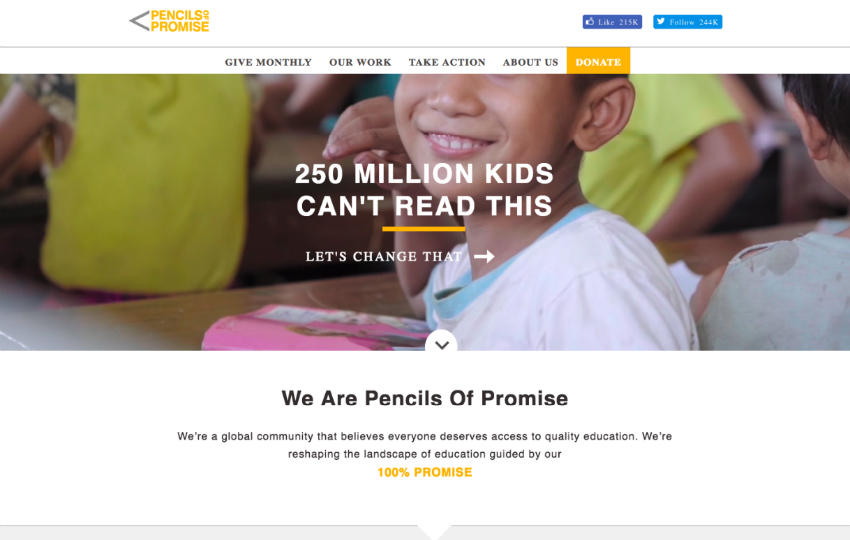 PENCILS OF
PROMISE
Like 215K
Follow 244K
GIVE MONTHLY OUR WORK TAKE ACTION ABOUT US DONATE
250 MILLION KIDS
CAN'T READ THIS
LET'S CHANGE THAT
We Are Pencils Of Promise
We're a global community that believes everyone deserves access to quality education. We're
reshaping the landscape of education guided by our
100% PROMISE